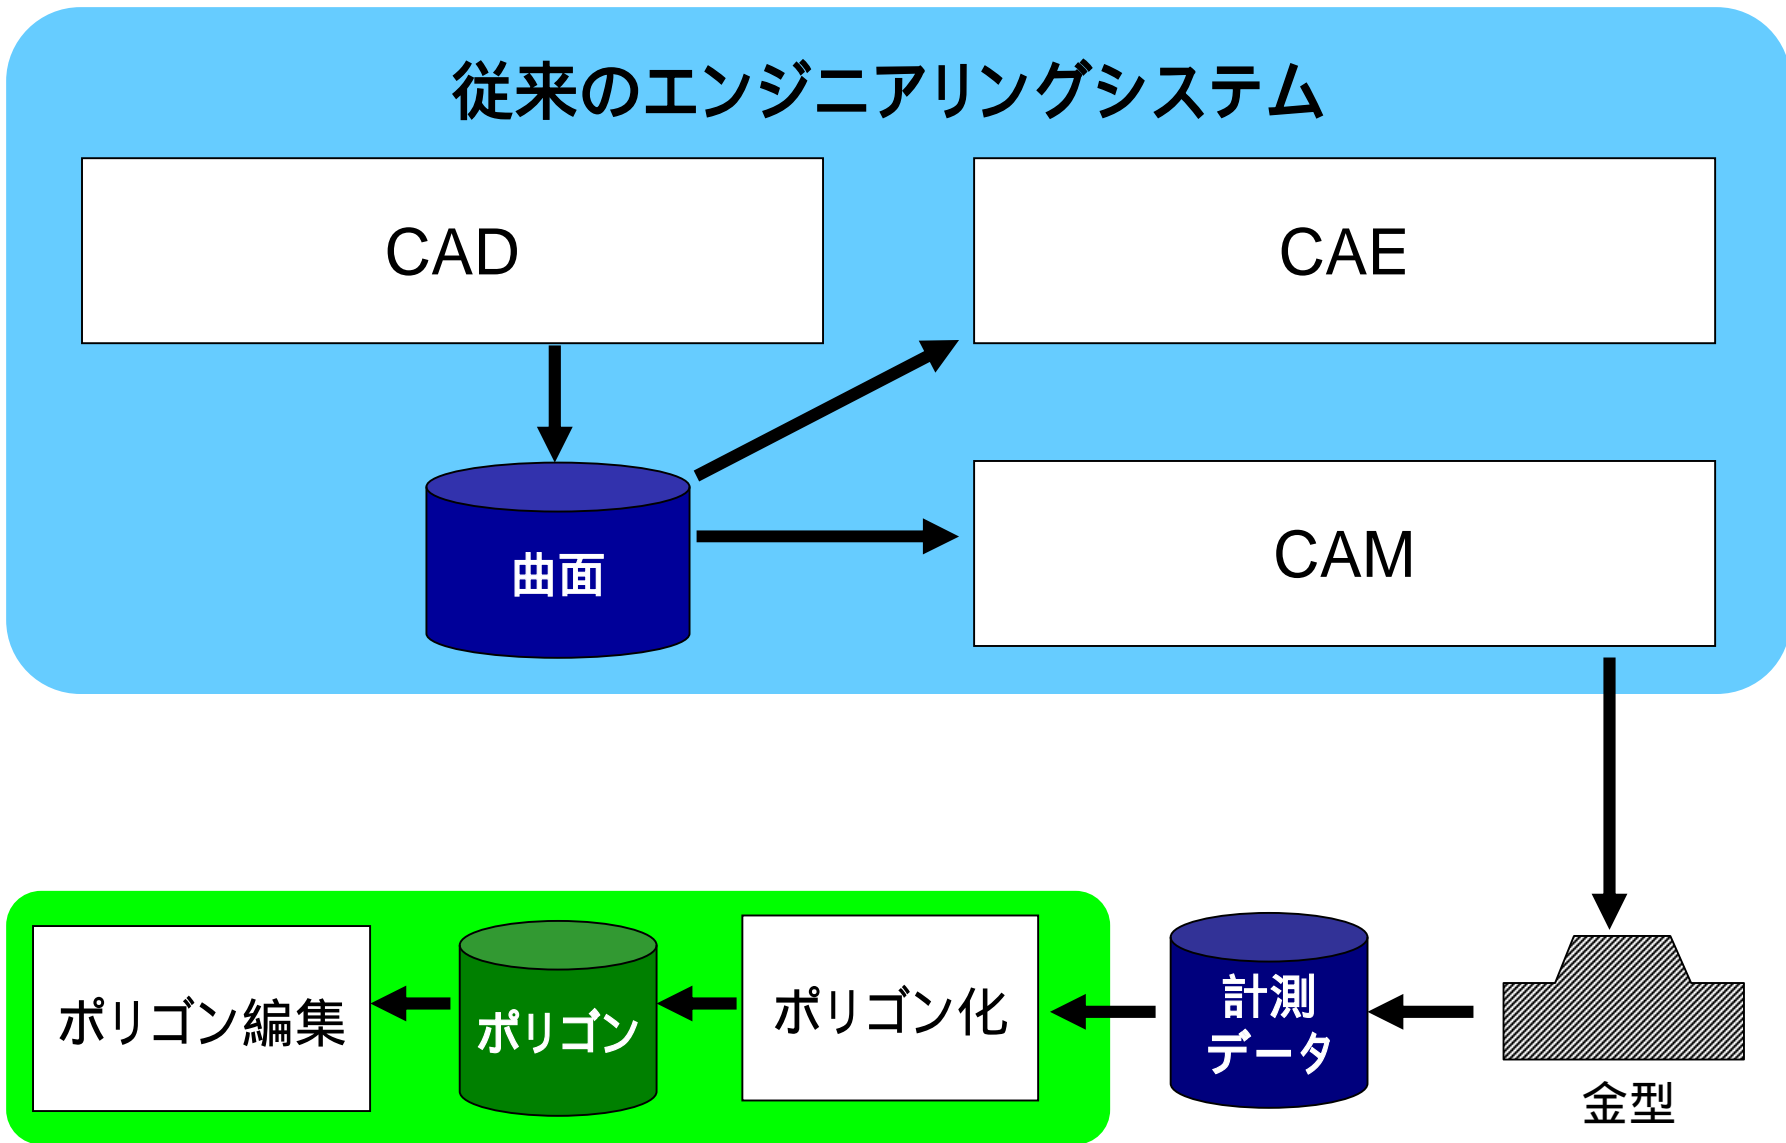 従来のエンジニアリングシステム
CAD
CAE
曲面
CAM
ポリゴン編集
ポリゴン
ポリゴン化
計測
データ
金型